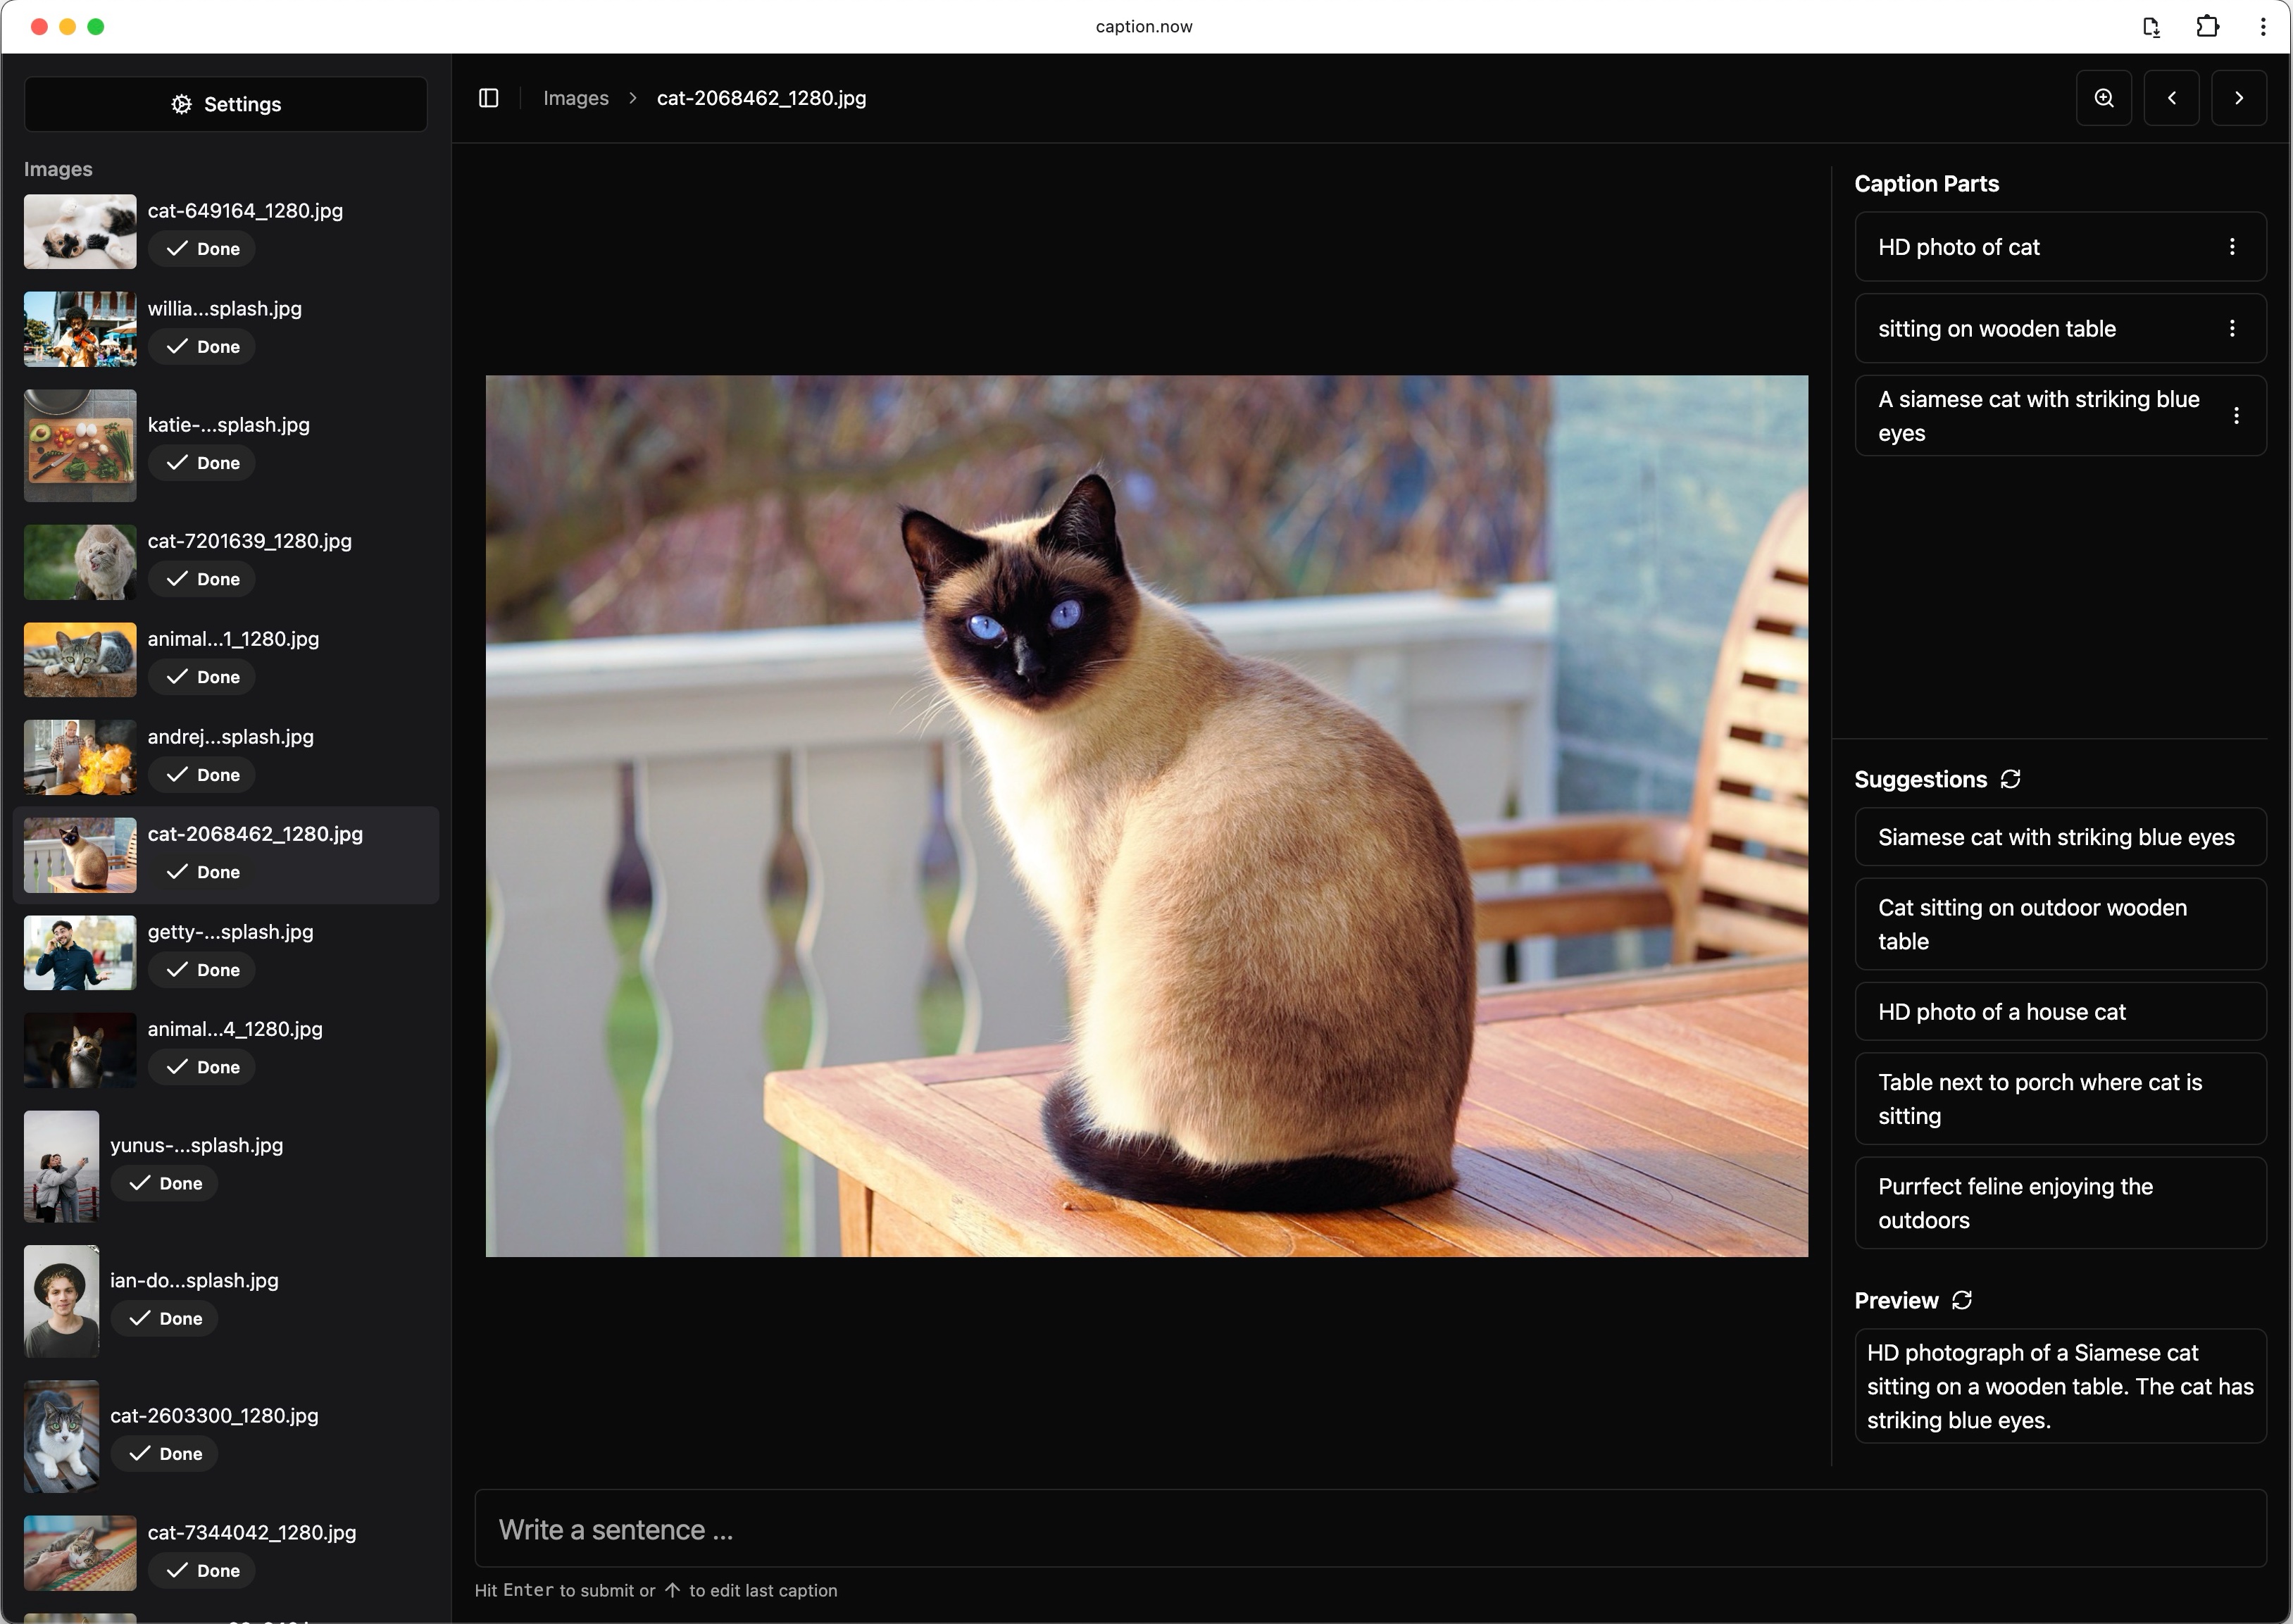 caption.now
Settings
Images
cat-649164_1280.jpg
Done
willia...splash.jpg
Done
katie-...splash.jpg
Done
cat-7201639_1280.jpg
Done
animal...1_1280.jpg
Done
andrej...splash.jpg
Done
cat-2068462_1280.jpg
Done
getty-...splash.jpg
Done
animal...4_1280.jpg
Done
yunus-...splash.jpg
Done
ian-do...splash.jpg
Done
cat-2603300_1280.jpg
Done
cat-7344042_1280.jpg
Done
Images > cat-2068462_1280.jpg
Caption Parts
HD photo of cat
sitting on wooden table
A siamese cat with striking blue
eyes
Suggestions
Siamese cat with striking blue eyes
Cat sitting on outdoor wooden
table
HD photo of a house cat
Table next to porch where cat is
sitting
Purrfect feline enjoying the
outdoors
Preview
HD photograph of a Siamese cat
sitting on a wooden table. The cat has
striking blue eyes.
Write a sentence ...
Hit Enter to submit or ↑ to edit last caption